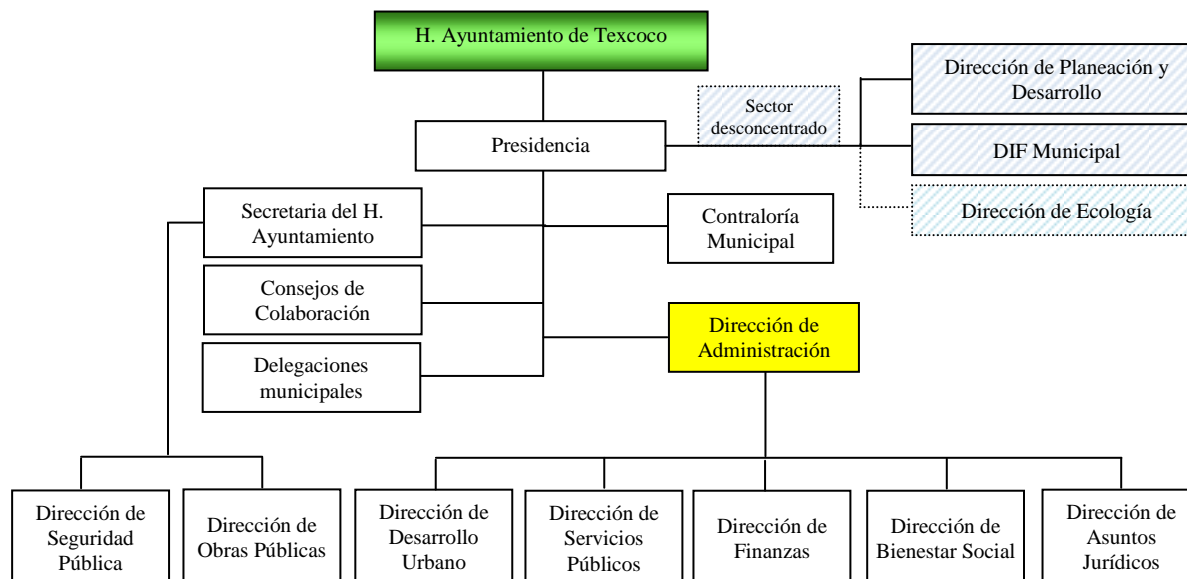 H. Ayuntamiento de Texcoco
Dirección de Planeación y
Desarrollo
Sector
desconcentrado
Presidencia
DIF Municipal
Dirección de Ecología
Secretaria del H.
Ayuntamiento
Contraloría
Municipal
Consejos de
Colaboración
Dirección de
Administración
Delegaciones
municipales
Dirección de
Seguridad
Pública
Dirección de
Obras Públicas
Dirección de
Desarrollo
Urbano
Dirección de
Servicios
Públicos
Dirección de
Finanzas
Dirección de
Bienestar Social
Dirección de
Asuntos
Jurídicos